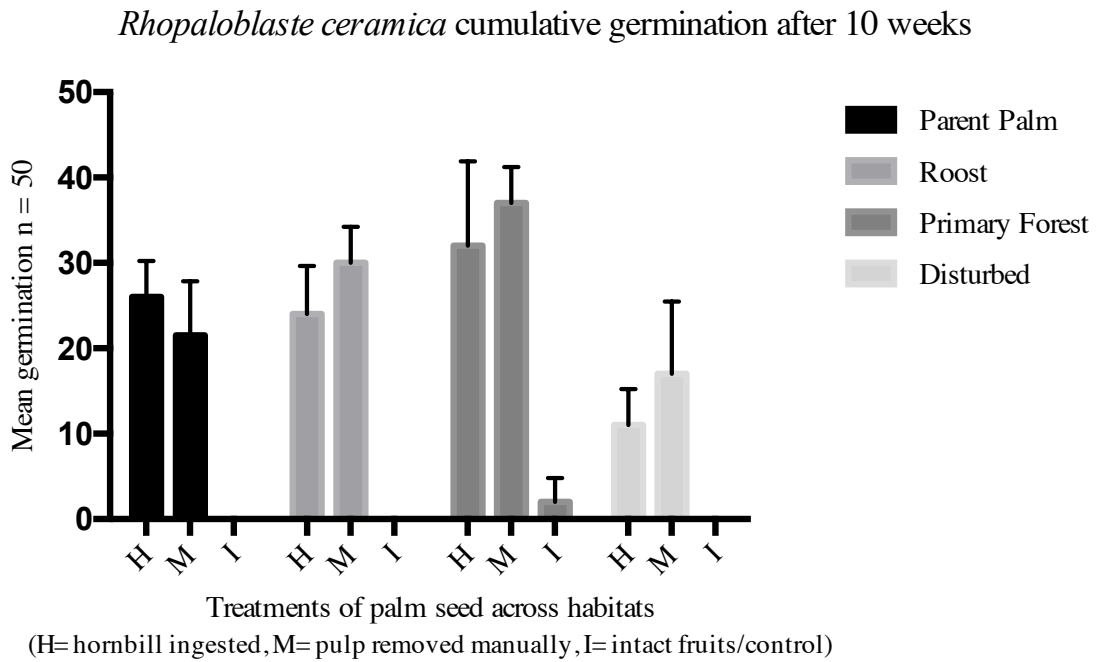 Rhopaloblaste ceramica cumulative germination after 10 weeks
50
40
30
20
10
0
Mean germination n = 50
H M I H M I H M I H M I
Treatments of palm seed across habitats
(H= hornbill ingested, M= pulp removed manually, I= intact fruits/control)
Parent Palm
Roost
Primary Forest
Disturbed